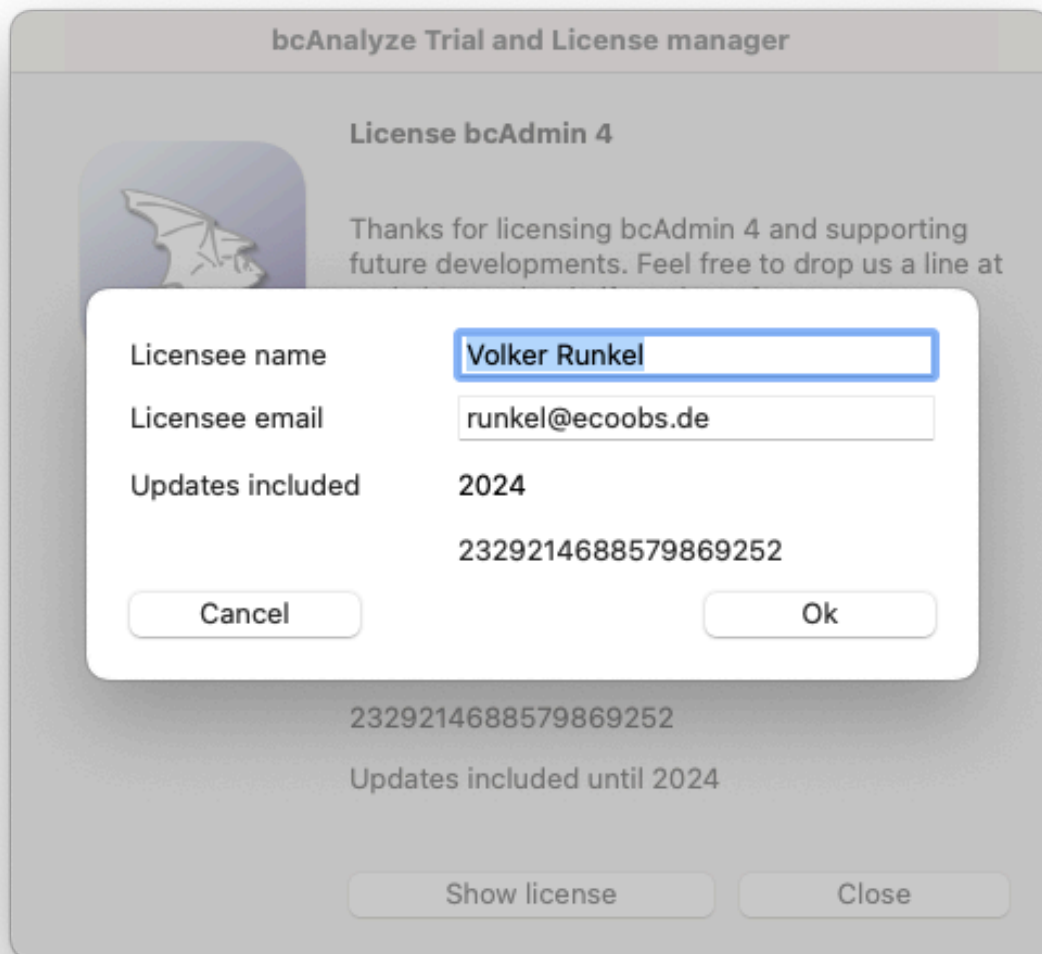 bcAnalyze Trial and License manager
License bcAdmin 4
Thanks for licensing bcAdmin 4 and supporting
future developments. Feel free to drop us a line at
Licensee name
Volker Runkel
Licensee email
runkel@ecoobs.de
Updates included
2024
2329214688579869252
Cancel
Ok
2329214688579869252
Updates included until 2024
Show license
Close